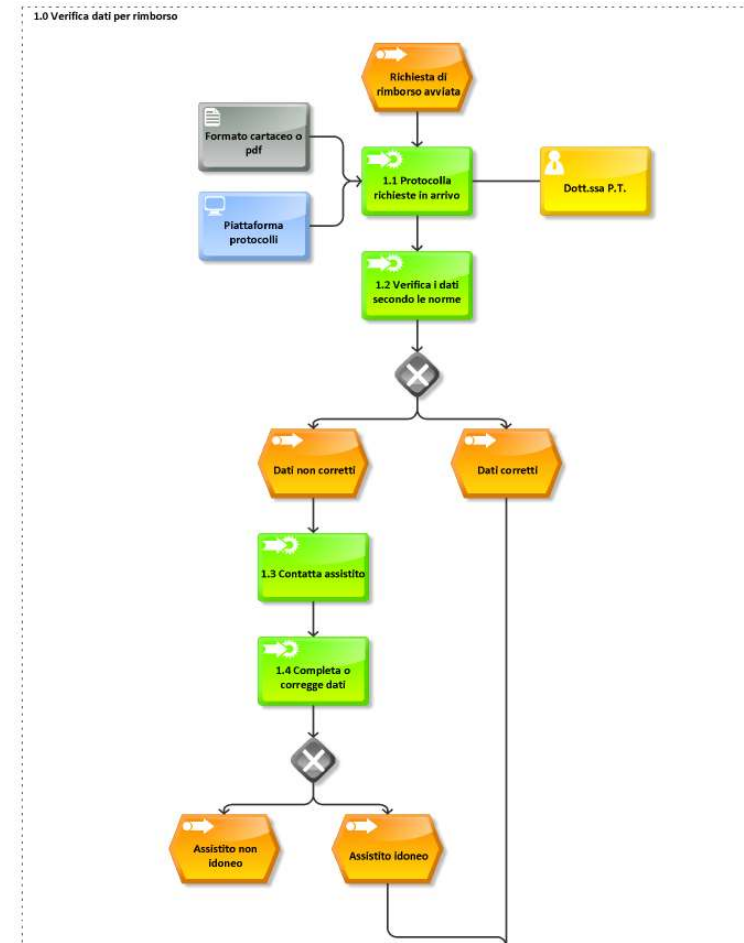 1.0 Verifica dati per rimborso
Richiesta di
rimborso avviata
Formato cartaceo o
pdf
1.1 Protocolla
richieste in arrivo
Dott.ssa P.T.
Piattaforma
protocolli
1.2 Verifica i dati
secondo le norme
Dati non corretti
Dati corretti
1.3 Contatta assistito
1.4 Completa o
corregge dati
Assistito non
idoneo
Assistito idoneo